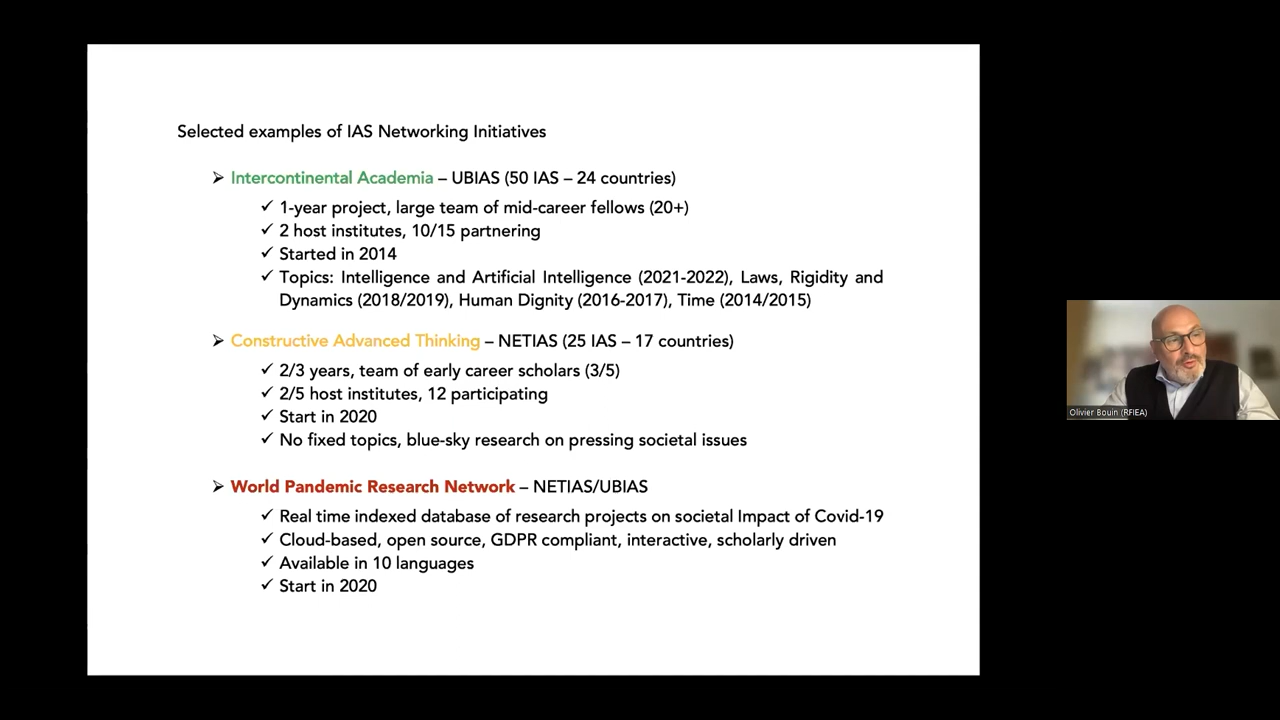 Selected examples of IAS Networking Initiatives
➢ Intercontinental Academia – UBIAS (50 IAS – 24 countries)
✓ 1-year project, large team of mid-career fellows (20+)
✓ 2 host institutes, 10/15 partnering
✓ Started in 2014
✓ Topics: Intelligence and Artificial Intelligence (2021-2022), Laws, Rigidity and
Dynamics (2018/2019), Human Dignity (2016-2017), Time (2014/2015)
➢ Constructive Advanced Thinking – NETIAS (25 IAS – 17 countries)
✓ 2/3 years, team of early career scholars (3/5)
✓ 2/5 host institutes, 12 participating
✓ Start in 2020
✓ No fixed topics, blue-sky research on pressing societal issues
➢ World Pandemic Research Network – NETIAS/UBIAS
✓ Real time indexed database of research projects on societal Impact of Covid-19
✓ Cloud-based, open source, GDPR compliant, interactive, scholarly driven
✓ Available in 10 languages
✓ Start in 2020
Olivier Bouin (RFIEA)